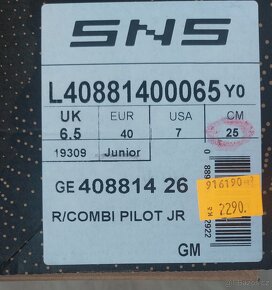 SNS
L40881400065 Y0
UK EUR USA CM
6.5 40 7 25
19309 Junior
GE 408814 26
R/COMBI PILOT JR
GM
2290.